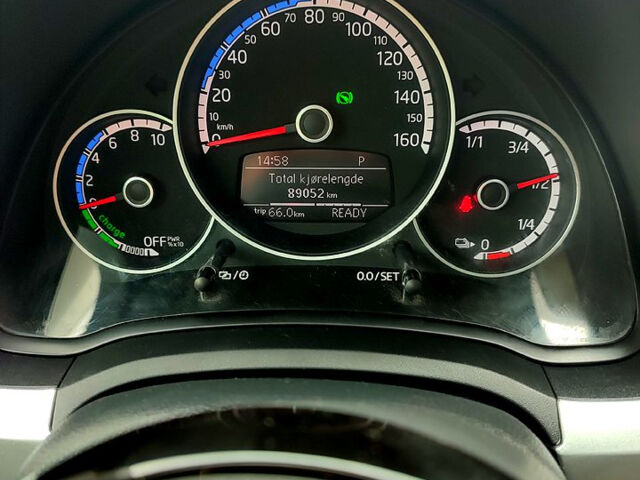 70 80 90
60 100
50 110
40 120
30 130
20 140
10 150
km/h
0 160
14:58 P
Total kjørelengde
89052 km
trip 66.0 km READY
6 8 10
4
2
0
charge
OFF PWR
%x10
1/1 3/4
1/2
1/4
0
/
0.0/SET